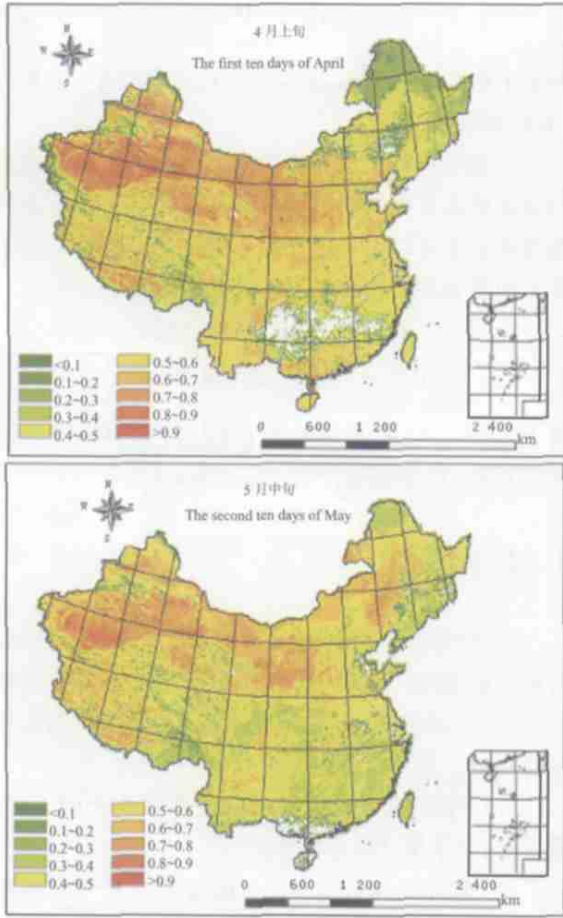 4月上旬
N
W E
S
The first ten days of April
<0.1
0.1~0.2
0.2~0.3
0.3~0.4
0.4~0.5
0.5~0.6
0.6~0.7
0.7~0.8
0.8~0.9
>0.9
0 600 1 200 2 400
km
5月中旬
N
W E
S
The second ten days of May
<0.1
0.1~0.2
0.2~0.3
0.3~0.4
0.4~0.5
0.5~0.6
0.6~0.7
0.7~0.8
0.8~0.9
>0.9
0 600 1 200 2 400
km